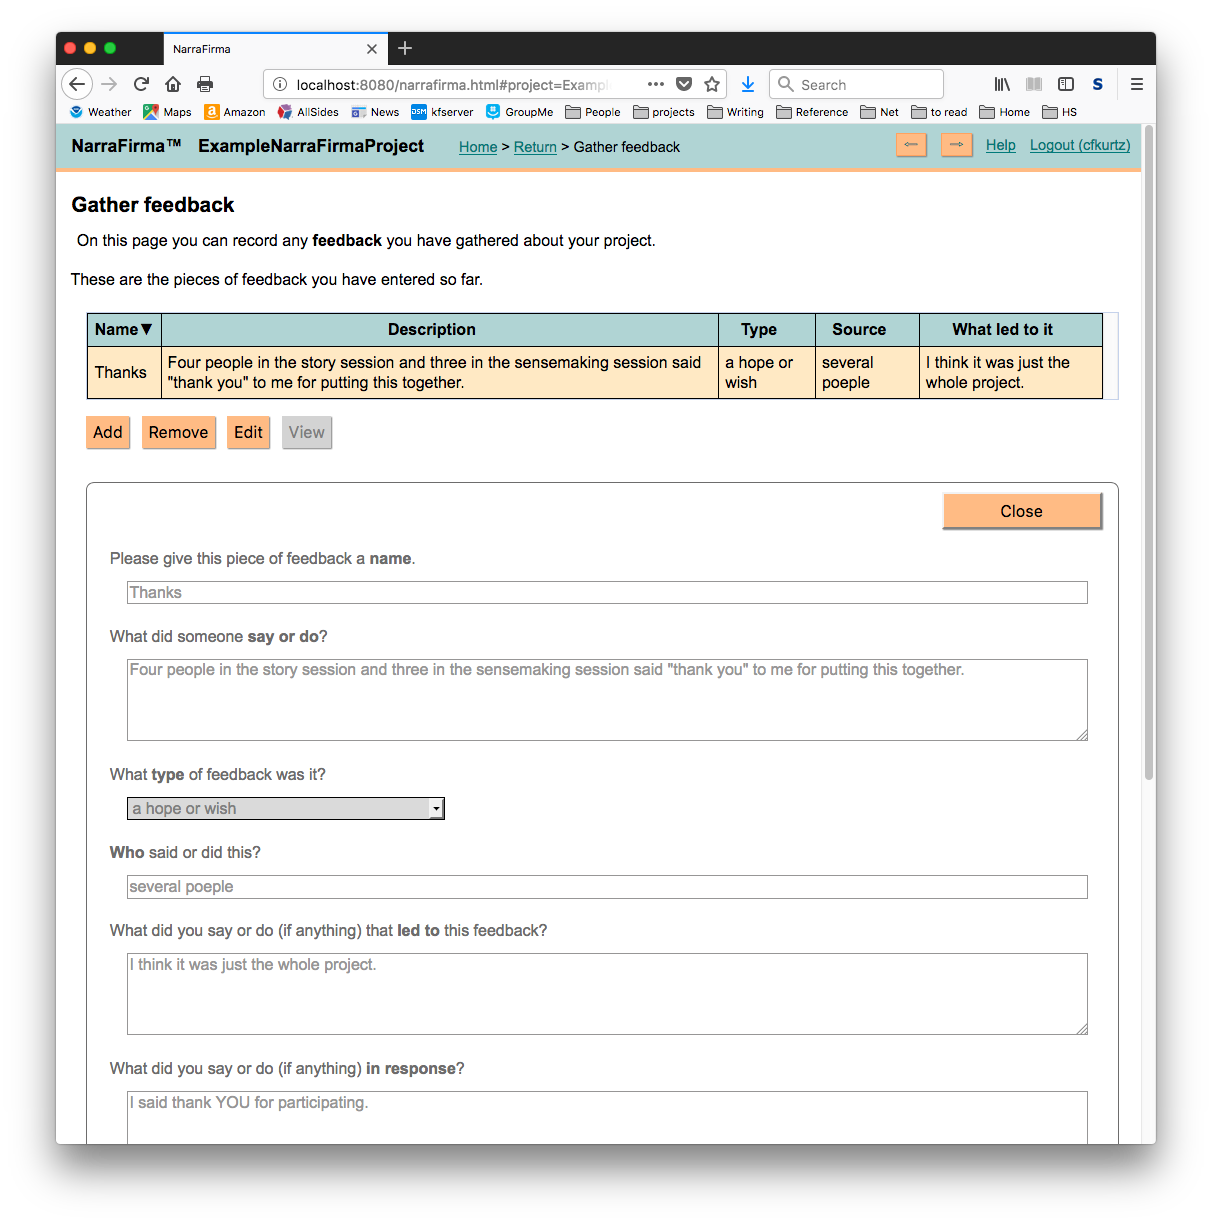 NarraFirma
localhost:8080/narrafirma.html#project=Exampl
Search
Weather Maps Amazon AllSides News kfserver GroupMe People projects Writing Reference Net to read Home HS
NarraFirma™ ExampleNarraFirmaProject Home > Return > Gather feedback Help Logout (cfkurtz)
Gather feedback
On this page you can record any feedback you have gathered about your project.
These are the pieces of feedback you have entered so far.
Name▼ Description Type Source What led to it
Thanks
Four people in the story session and three in the sensemaking session said
"thank you" to me for putting this together.
a hope or
wish
several
poeple
I think it was just the
whole project.
Add Remove Edit View
Close
Please give this piece of feedback a name.
Thanks
What did someone say or do?
Four people in the story session and three in the sensemaking session said "thank you" to me for putting this together.
What type of feedback was it?
a hope or wish
Who said or did this?
several poeple
What did you say or do (if anything) that led to this feedback?
I think it was just the whole project.
What did you say or do (if anything) in response?
I said thank YOU for participating.